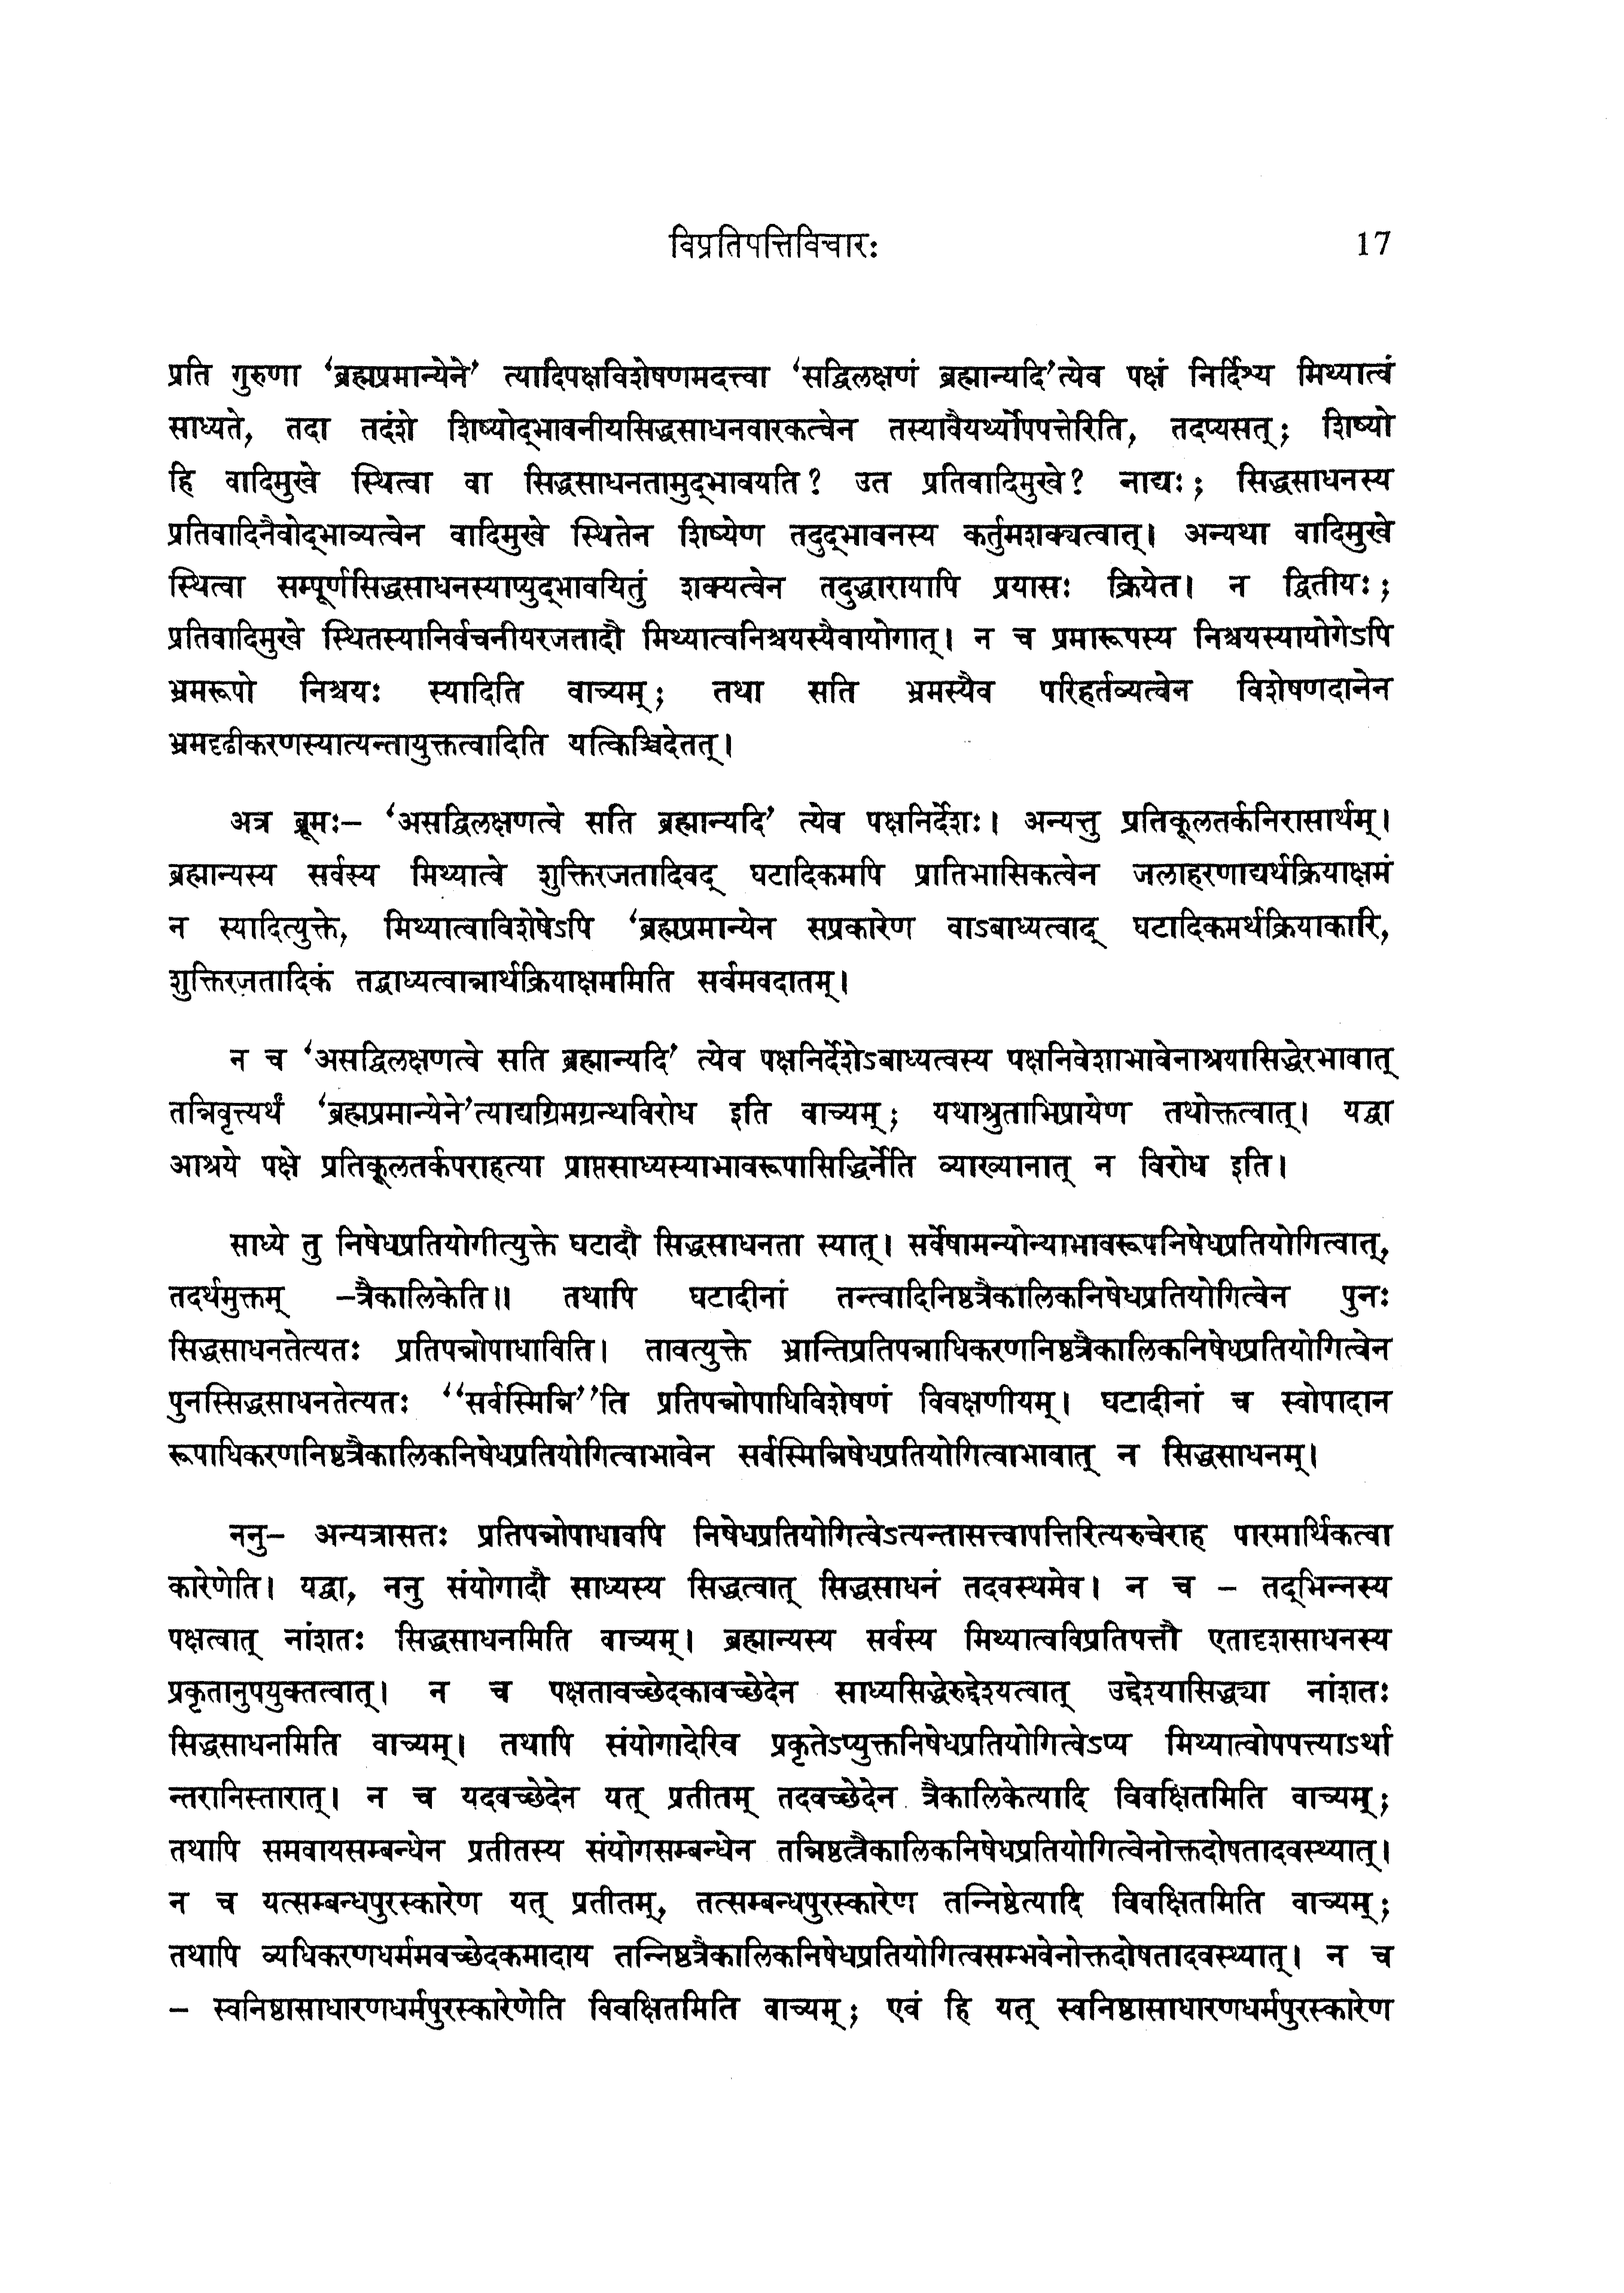 विप्रतिपत्तिविचारः 17
प्रति गुरुणा ‘ब्रह्मप्रमान्येने’ त्यादिपक्षविशेषणमदत्त्वा ‘सद्विलक्षणं ब्रह्मान्यदि’त्येव पक्षं निर्दिश्य मिथ्यात्वं
साध्यते, तदा तदंशे शिष्योद्भावनीयसिद्धसाधनवारकत्वेन तस्यावैयर्थ्योपपत्तेरिति, तदप्यसत्; शिष्यो
हि वादिमुखे स्थित्वा वा सिद्धसाधनतामुद्भावयति? उत प्रतिवादिमुखे? नाद्यः; सिद्धसाधनस्य
प्रतिवादिनैवोद्भाव्यत्वेन वादिमुखे स्थितेन शिष्येण तदुद्भावनस्य कर्तुमशक्यत्वात्। अन्यथा वादिमुखे
स्थित्वा सम्पूर्णसिद्धसाधनस्याप्युद्भावयितुं शक्यत्वेन तदुद्धारायापि प्रयासः क्रियेत। न द्वितीयः;
प्रतिवादिमुखे स्थितस्यानिर्वचनीयरजतादौ मिथ्यात्वनिश्चयस्यैवायोगात्। न च प्रमारूपस्य निश्चयस्यायोगेऽपि
भ्रमरूपो निश्चयः स्यादिति वाच्यम्; तथा सति भ्रमस्यैव परिहर्तव्यत्वेन विशेषणदानेन
भ्रमदृढीकरणस्यात्यन्तायुक्तत्वादिति यत्किञ्चिदेतत्।
अत्र ब्रूमः– ‘असद्विलक्षणत्वे सति ब्रह्मान्यदि’ त्येव पक्षनिर्देशः। अन्यत्तु प्रतिकूलतर्कनिरासार्थम्।
ब्रह्मान्यस्य सर्वस्य मिथ्यात्वे शुक्तिरजतादिवद् घटादिकमपि प्रातिभासिकत्वेन जलाहरणाद्यर्थक्रियाक्षमं
न स्यादित्युक्ते, मिथ्यात्वाविशेषेऽपि ‘ब्रह्मप्रमान्येन सप्रकारेण वाऽबाध्यत्वाद् घटादिकमर्थक्रियाकारि,
शुक्तिरजतादिकं तद्बाध्यत्वान्नार्थक्रियाक्षममिति सर्वमवदातम्।
न च ‘असद्विलक्षणत्वे सति ब्रह्मान्यदि’ त्येव पक्षनिर्देशेऽबाध्यत्वस्य पक्षनिवेशाभावेनाश्रयासिद्धेरभावात्
तन्निवृत्त्यर्थं ‘ब्रह्मप्रमान्येने’त्याद्यग्रिमग्रन्थविरोध इति वाच्यम्; यथाश्रुताभिप्रायेण तथोक्तत्वात्। यद्वा
आश्रये पक्षे प्रतिकूलतर्कपराहत्या प्राप्तसाध्यस्याभावरूपासिद्धिर्नेति व्याख्यानात् न विरोध इति।
साध्ये तु निषेधप्रतियोगीत्युक्ते घटादौ सिद्धसाधनता स्यात्। सर्वेषामन्योन्याभावरूपनिषेधप्रतियोगित्वात्,
तदर्थमुक्तम् –त्रैकालिकेति॥ तथापि घटादीनां तन्त्वादिनिष्ठत्रैकालिकनिषेधप्रतियोगित्वेन पुनः
सिद्धसाधनतेत्यतः प्रतिपन्नोपाधाविति। तावत्युक्ते भ्रान्तिप्रतिपन्नाधिकरणनिष्ठत्रैकालिकनिषेधप्रतियोगित्वेन
पुनस्सिद्धसाधनतेत्यतः “सर्वस्मिन्नि”ति प्रतिपन्नोपाधिविशेषणं विवक्षणीयम्। घटादीनां च स्वोपादान
रूपाधिकरणनिष्ठत्रैकालिकनिषेधप्रतियोगित्वाभावेन सर्वस्मिन्निषेधप्रतियोगित्वाभावात् न सिद्धसाधनम्।
ननु– अन्यत्रासतः प्रतिपन्नोपाधावपि निषेधप्रतियोगित्वेऽत्यन्तासत्त्वापत्तिरित्यरुचेराह पारमार्थिकत्वा
कारेणेति। यद्वा, ननु संयोगादौ साध्यस्य सिद्धत्वात् सिद्धसाधनं तदवस्थमेव। न च – तद्भिन्नस्य
पक्षत्वात् नांशतः सिद्धसाधनमिति वाच्यम्। ब्रह्मान्यस्य सर्वस्य मिथ्यात्वविप्रतिपत्तौ एतादृशसाधनस्य
प्रकृतानुपयुक्तत्वात्। न च पक्षतावच्छेदकावच्छेदेन साध्यसिद्धेरुद्देश्यत्वात् उद्देश्यासिद्ध्या नांशतः
सिद्धसाधनमिति वाच्यम्। तथापि संयोगादेरिव प्रकृतेऽप्युक्तनिषेधप्रतियोगित्वेऽप्य मिथ्यात्वोपपत्त्याऽर्था
न्तरानिस्तारात्। न च यदवच्छेदेन यत् प्रतीतम् तदवच्छेदेन त्रैकालिकेत्यादि विवक्षितमिति वाच्यम्;
तथापि समवायसम्बन्धेन प्रतीतस्य संयोगसम्बन्धेन तन्निष्ठत्रैकालिकनिषेधप्रतियोगित्वेनोक्तदोषतादवस्थ्यात्।
न च यत्सम्बन्धपुरस्कारेण यत् प्रतीतम्, तत्सम्बन्धपुरस्कारेण तन्निष्ठेत्यादि विवक्षितमिति वाच्यम्;
तथापि व्यधिकरणधर्ममवच्छेदकमादाय तन्निष्ठत्रैकालिकनिषेधप्रतियोगित्वसम्भवेनोक्तदोषतादवस्थ्यात्। न च
– स्वनिष्ठासाधारणधर्मपुरस्कारेणेति विवक्षितमिति वाच्यम्; एवं हि यत् स्वनिष्ठासाधारणधर्मपुरस्कारेण